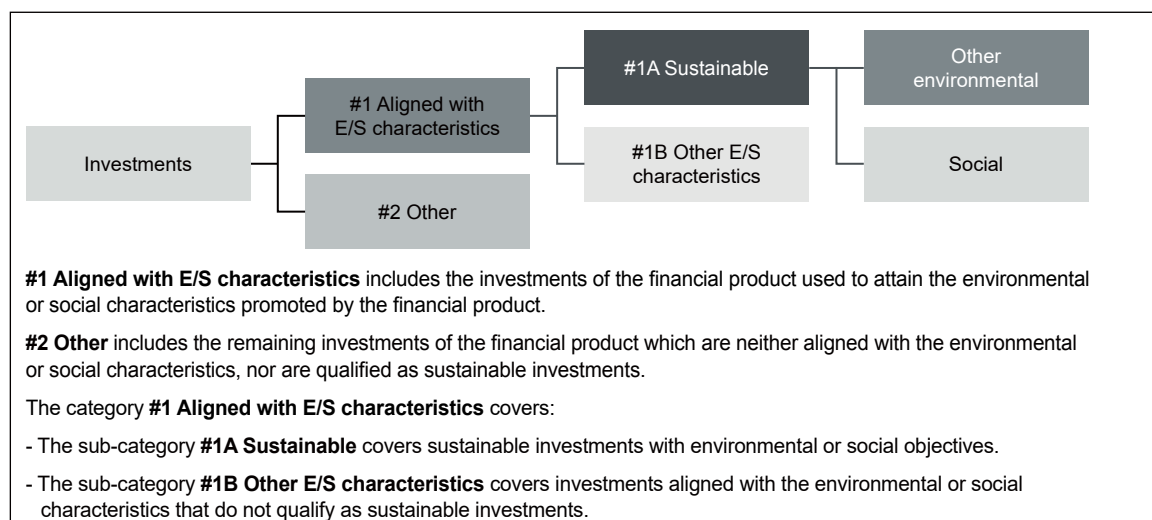 #1A Sustainable
Other
environmental
#1 Aligned with
E/S characteristics
Investments
#1B Other E/S
characteristics
Social
#2 Other
#1 Aligned with E/S characteristics includes the investments of the financial product used to attain the environmental
or social characteristics promoted by the financial product.
#2 Other includes the remaining investments of the financial product which are neither aligned with the environmental
or social characteristics, nor are qualified as sustainable investments.
The category #1 Aligned with E/S characteristics covers:
- The sub-category #1A Sustainable covers sustainable investments with environmental or social objectives.
- The sub-category #1B Other E/S characteristics covers investments aligned with the environmental or social
characteristics that do not qualify as sustainable investments.